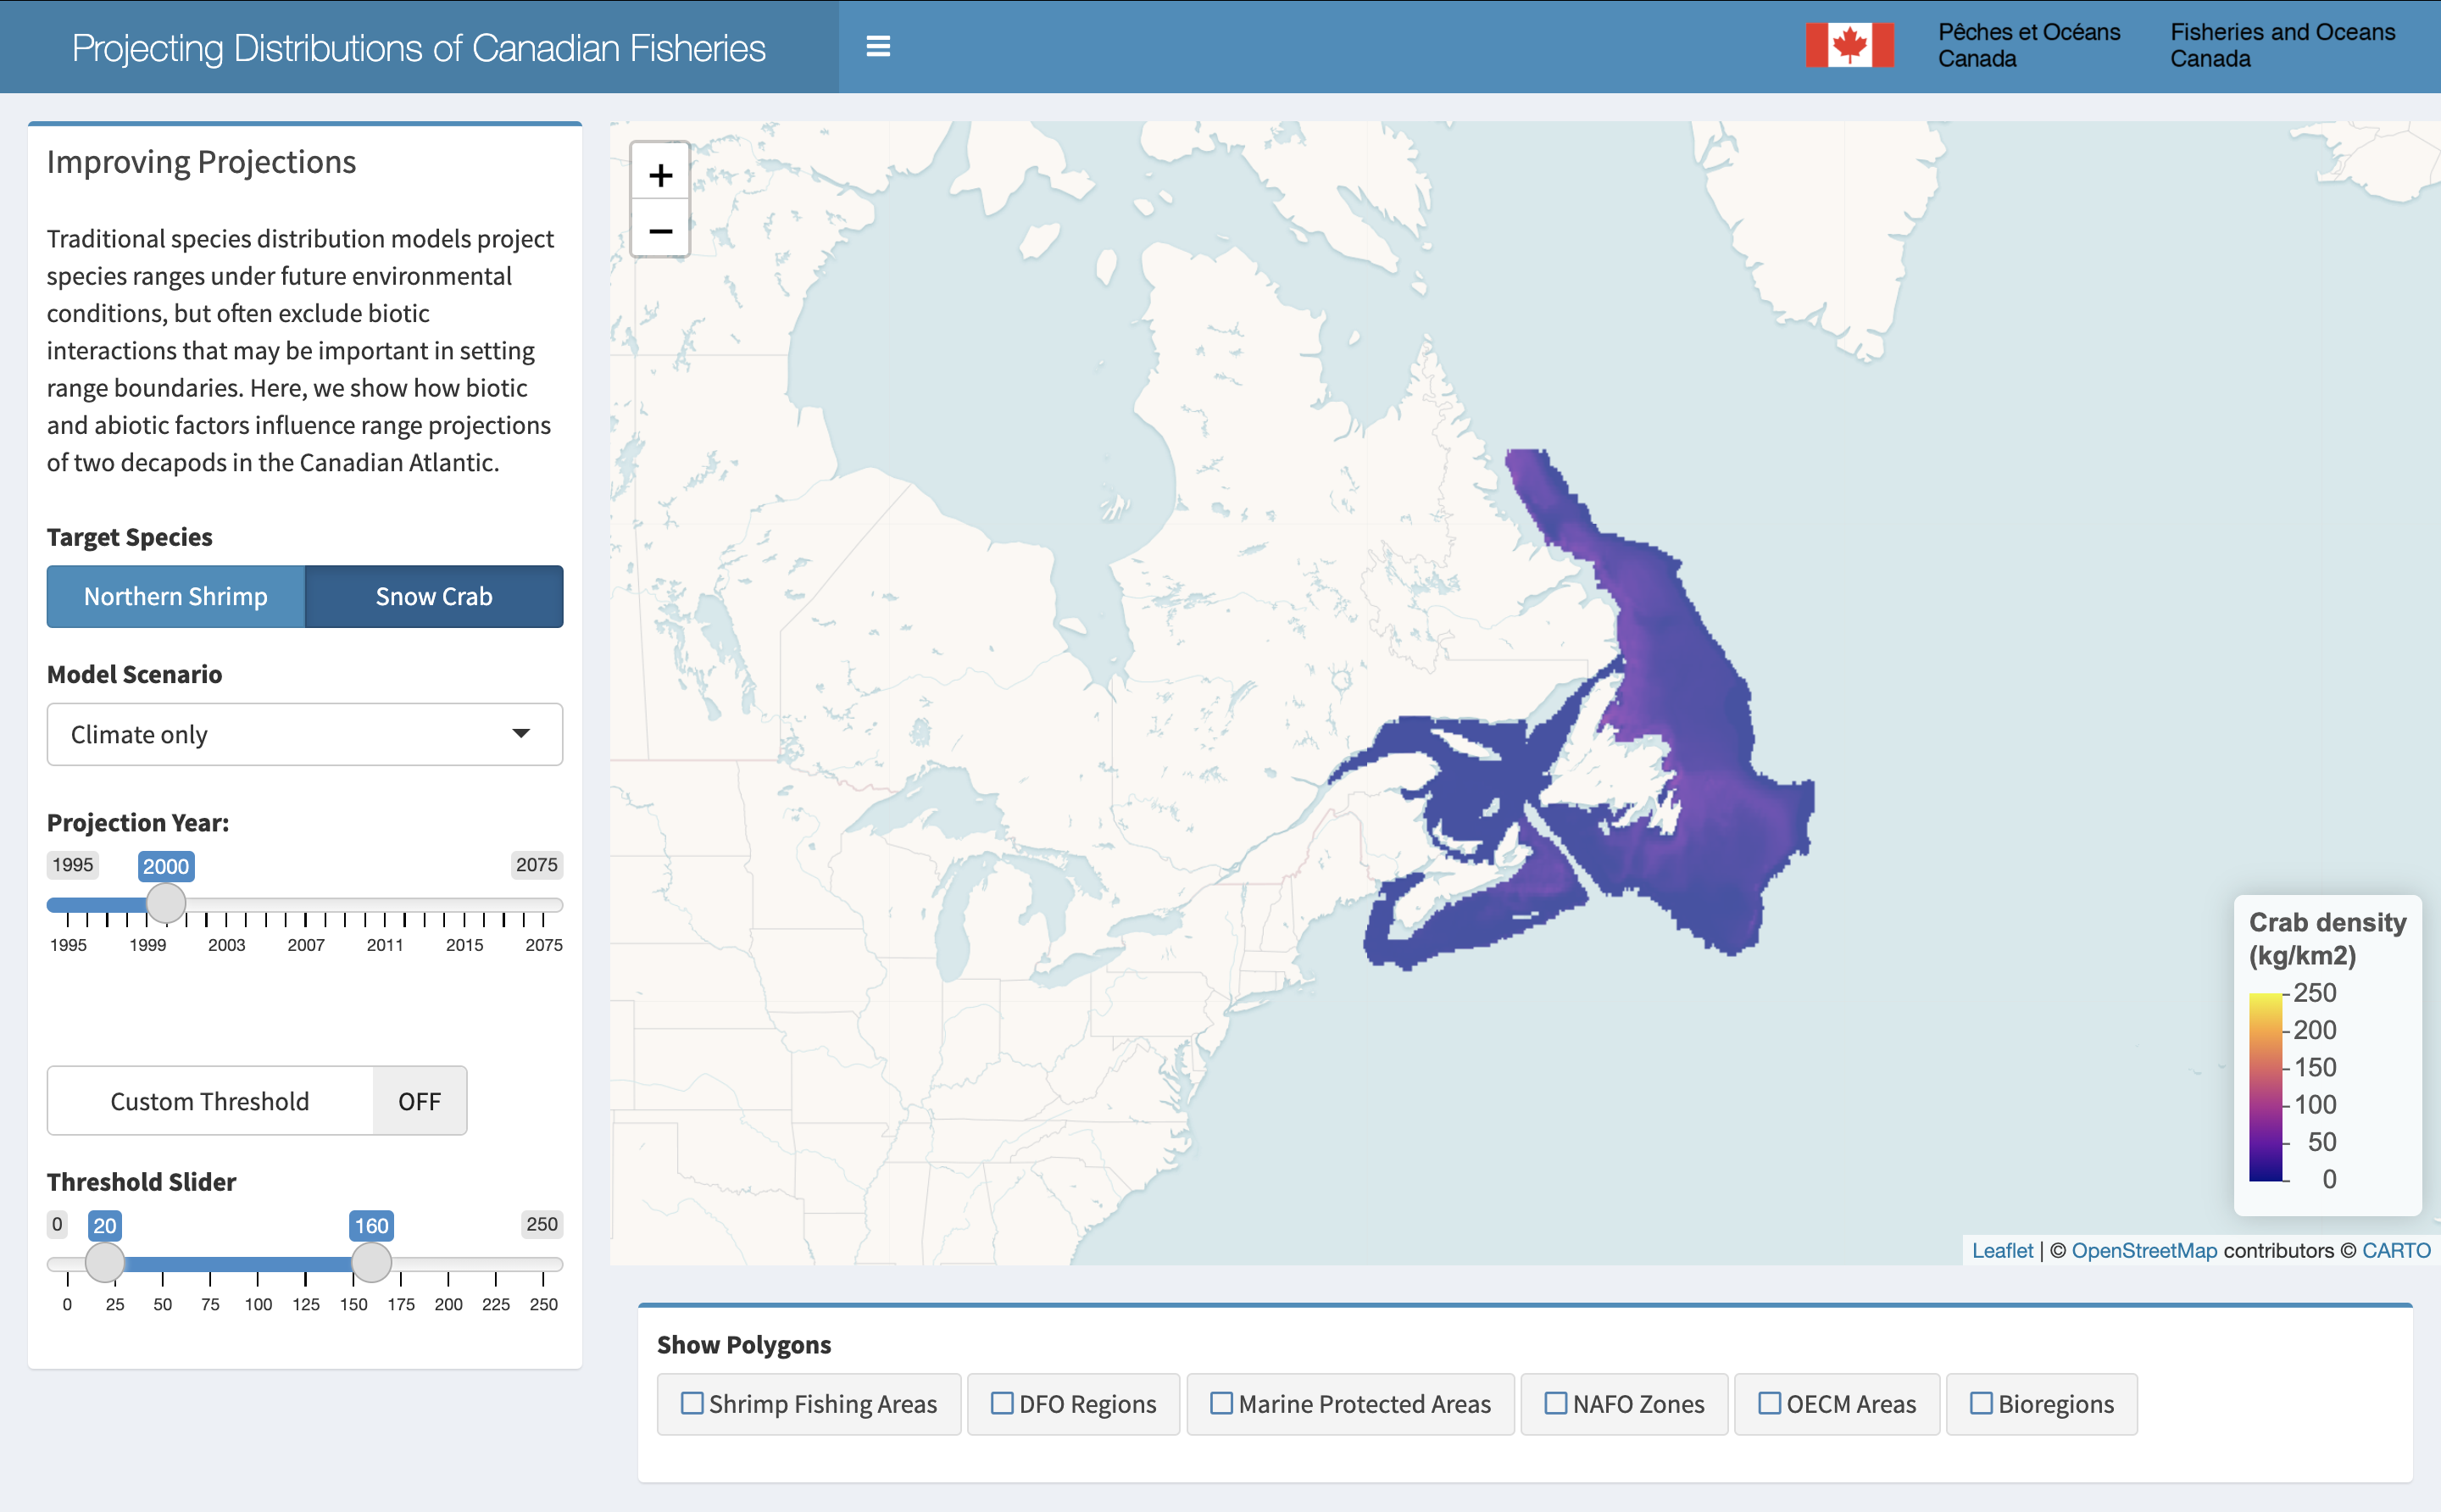 Projecting Distributions of Canadian Fisheries
Pêches et Océans
Canada
Fisheries and Oceans
Canada
Improving Projections
Traditional species distribution models project
species ranges under future environmental
conditions, but often exclude biotic
interactions that may be important in setting
range boundaries. Here, we show how biotic
and abiotic factors influence range projections
of two decapods in the Canadian Atlantic.
Target Species
Northern Shrimp
Snow Crab
Model Scenario
Climate only
Projection Year:
1995 2000 2075
1995 1999 2003 2007 2011 2015 2075
Custom Threshold OFF
Threshold Slider
0 20 160 250
0 25 50 75 100 125 150 175 200 225 250
+
−
Crab density
(kg/km2)
250
200
150
100
50
0
Leaflet | © OpenStreetMap contributors © CARTO
Show Polygons
Shrimp Fishing Areas
DFO Regions
Marine Protected Areas
NAFO Zones
OECM Areas
Bioregions